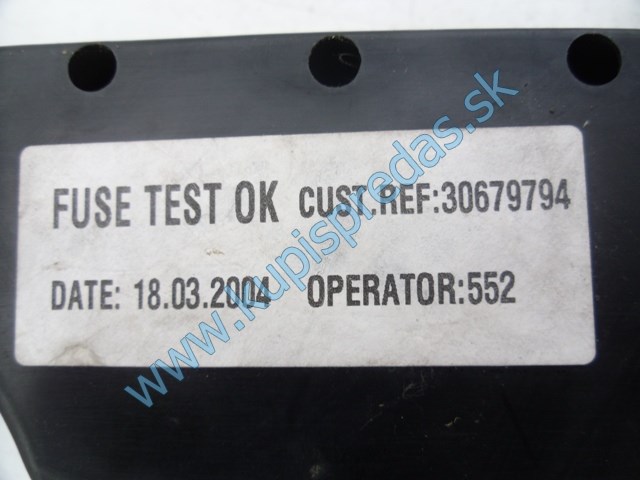 FUSE TEST OK CUST.REF:30679794
DATE: 18.03.2004 OPERATOR:552
www.kupispredas.sk